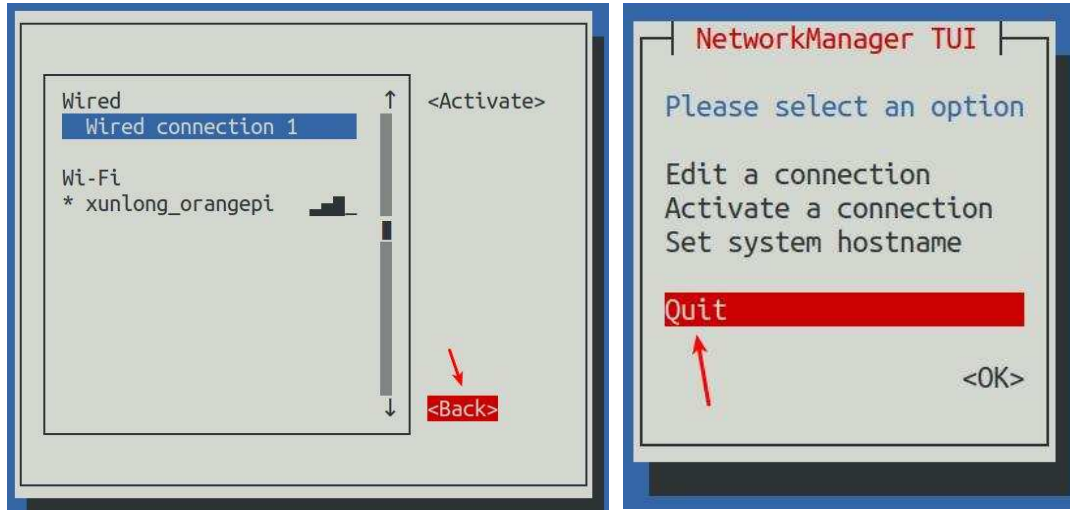 Wired
Wired connection 1
Wi-Fi
* xunlong_orangepi
<Activate>
<Back>
NetworkManager TUI
Please select an option
Edit a connection
Activate a connection
Set system hostname
Quit
<OK>